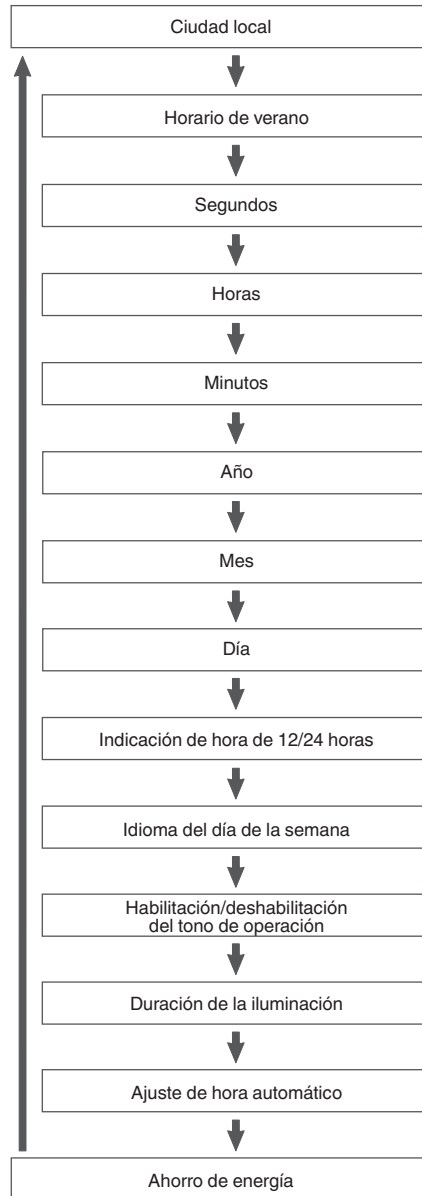 Ciudad local
Horario de verano
Segundos
Horas
Minutos
Año
Mes
Día
Indicación de hora de 12/24 horas
Idioma del día de la semana
Habilitación/deshabilitación
del tono de operación
Duración de la iluminación
Ajuste de hora automático
Ahorro de energía